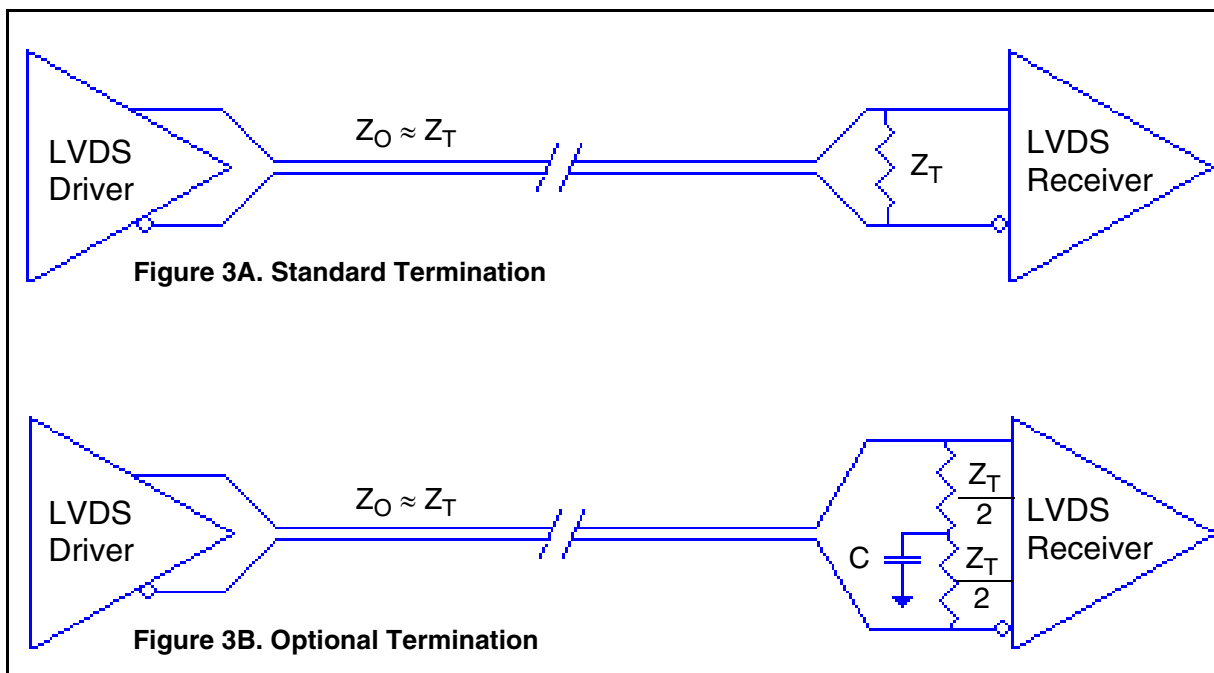 LVDS
Driver
Z_O ≈ Z_T
Z_T
LVDS
Receiver
Figure 3A. Standard Termination
LVDS
Driver
Z_O ≈ Z_T
C
Z_T
2
Z_T
2
LVDS
Receiver
Figure 3B. Optional Termination